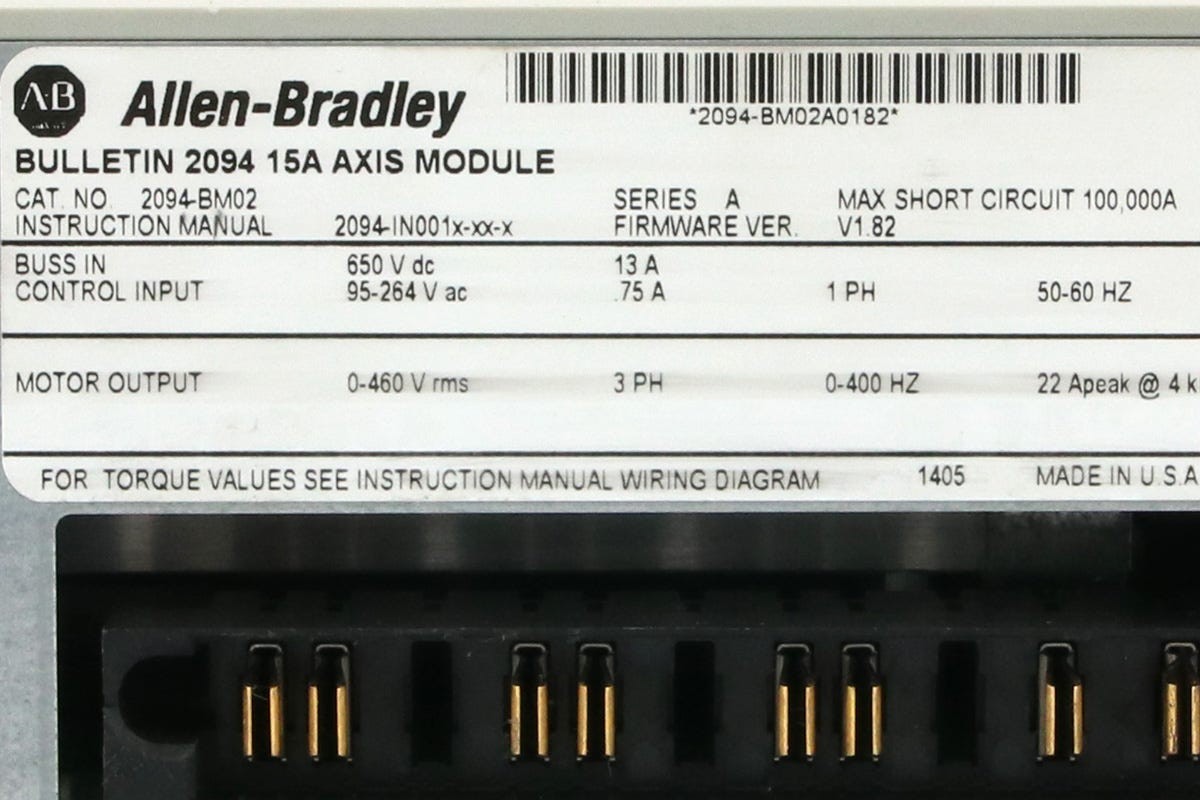 A-B Allen-Bradley
*2094-BM02A0182*
BULLETIN 2094 15A AXIS MODULE
CAT. NO. 2094-BM02 SERIES A MAX SHORT CIRCUIT 100,000A
INSTRUCTION MANUAL 2094-IN001x-xx-x FIRMWARE VER. V1.82
BUSS IN 650 V dc 13 A
CONTROL INPUT 95-264 V ac .75 A 1 PH 50-60 HZ
MOTOR OUTPUT 0-460 V rms 3 PH 0-400 HZ 22 Apeak @ 4 k
FOR TORQUE VALUES SEE INSTRUCTION MANUAL WIRING DIAGRAM 1405 MADE IN U.S.A